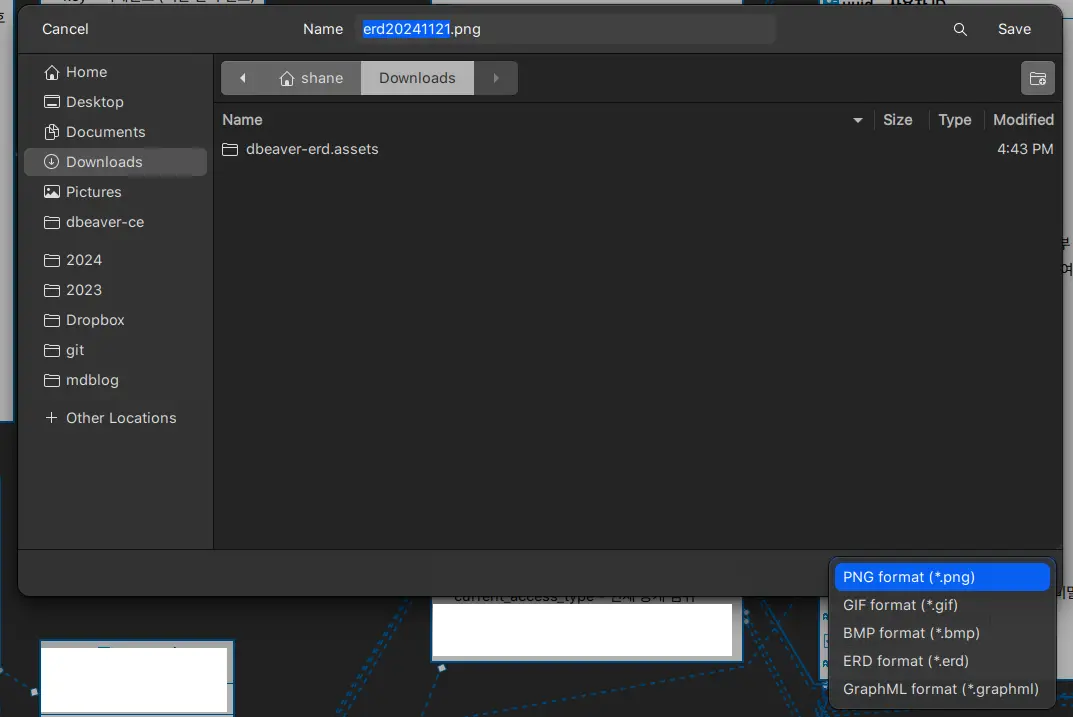 Cancel
Name
erd20241121.png
Save
Home
Desktop
Documents
Downloads
Pictures
dbeaver-ce
2024
2023
Dropbox
git
mdblog
Other Locations
shane
Downloads
Name
Size
Type
Modified
dbeaver-erd.assets
4:43 PM
PNG format (*.png)
GIF format (*.gif)
BMP format (*.bmp)
ERD format (*.erd)
GraphML format (*.graphml)
current_access_type